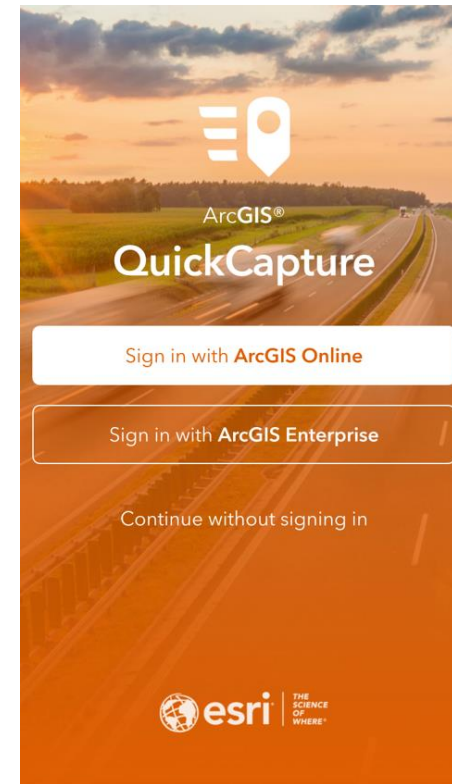 ArcGIS®
QuickCapture
Sign in with ArcGIS Online
Sign in with ArcGIS Enterprise
Continue without signing in
esri
THE
SCIENCE
OF
WHERE®